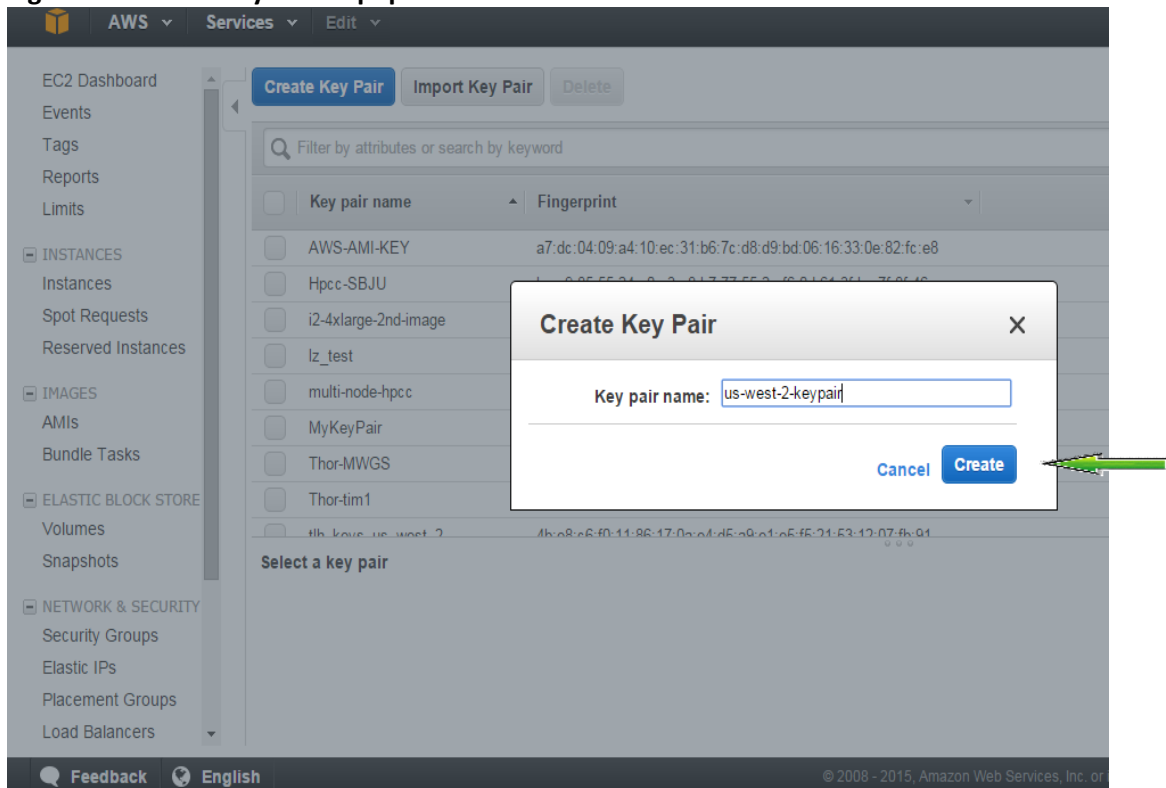 AWS Services Edit
EC2 Dashboard
Events
Tags
Reports
Limits
INSTANCES
Instances
Spot Requests
Reserved Instances
IMAGES
AMIs
Bundle Tasks
ELASTIC BLOCK STORE
Volumes
Snapshots
NETWORK & SECURITY
Security Groups
Elastic IPs
Placement Groups
Load Balancers
Create Key Pair Import Key Pair Delete
Filter by attributes or search by keyword
Key pair name Fingerprint
AWS-AMI-KEY a7:dc:04:09:a4:10:ec:31:b6:7c:d8:d9:bd:06:16:33:0e:82:fc:e8
Hpcc-SBJU
i2-4xlarge-2nd-image
lz_test
multi-node-hpcc
MyKeyPair
Thor-MWGS
Thor-tim1
Select a key pair
Create Key Pair
Key pair name: us-west-2-keypair
Cancel Create
Feedback English © 2008 - 2015, Amazon Web Services, Inc. or